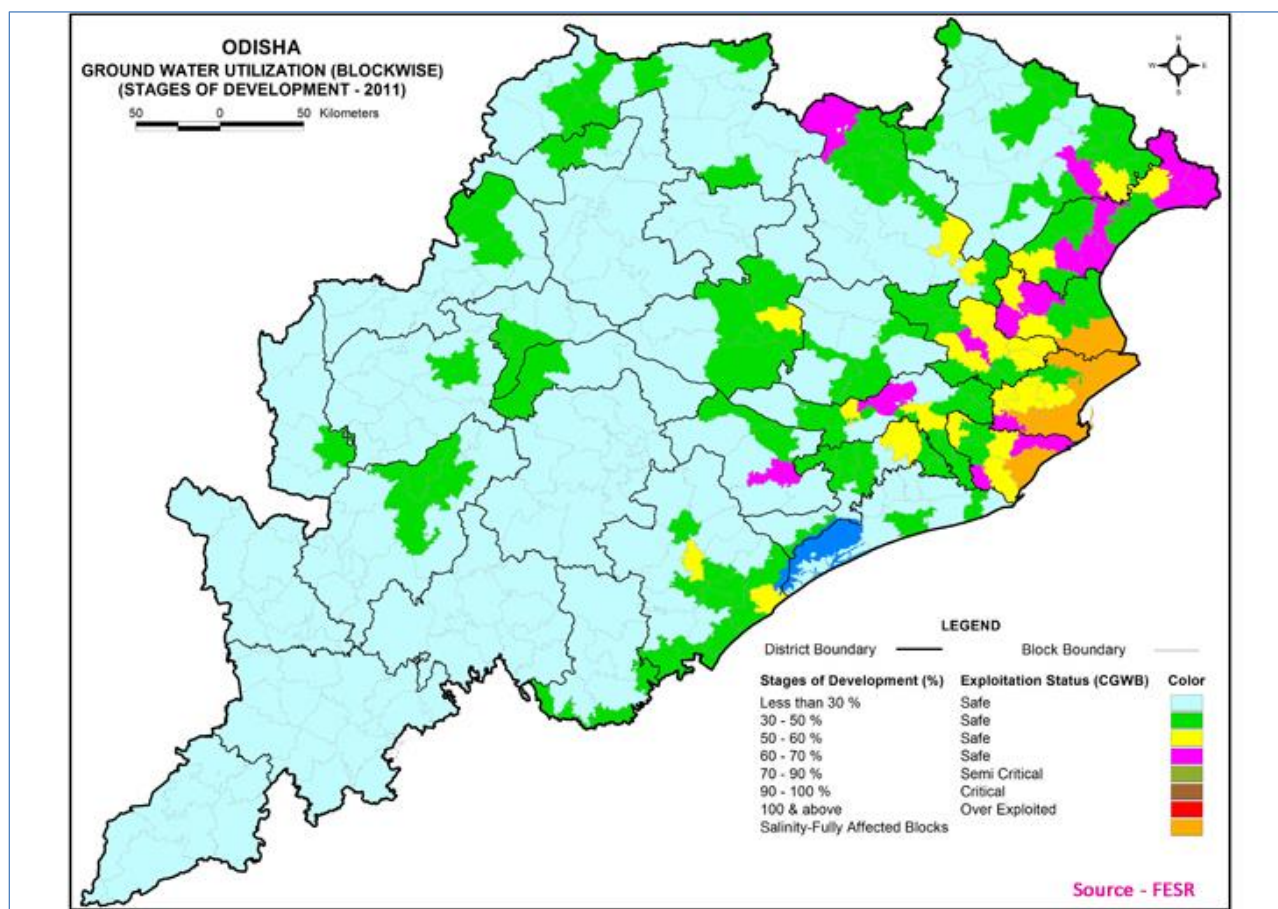 ODISHA
GROUND WATER UTILIZATION (BLOCKWISE)
(STAGES OF DEVELOPMENT - 2011)
50 0 50 Kilometers
N
W E
S
LEGEND
District Boundary Block Boundary
Stages of Development (%) Exploitation Status (CGWB) Color
Less than 30 % Safe
30 - 50 % Safe
50 - 60 % Safe
60 - 70 % Safe
70 - 90 % Semi Critical
90 - 100 % Critical
100 & above Over Exploited
Salinity-Fully Affected Blocks
Source - FESR